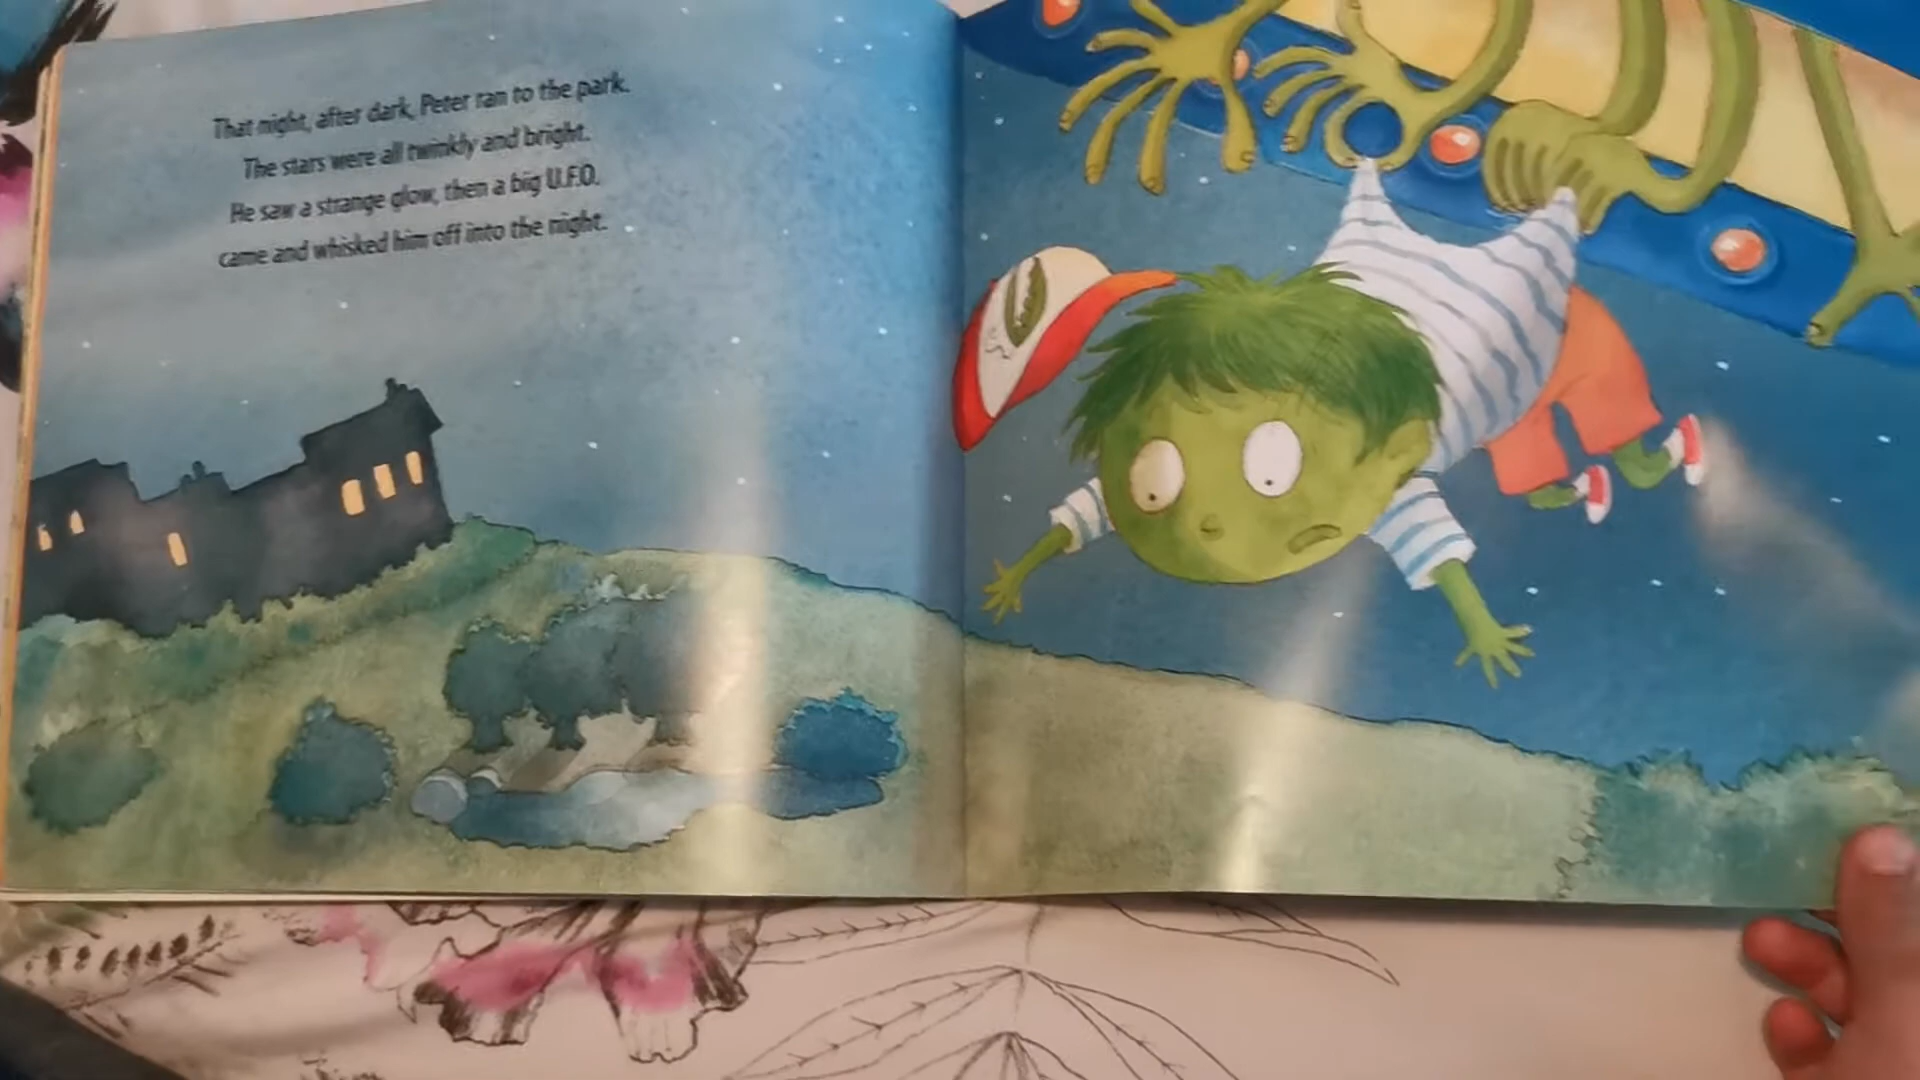 That night, after dark, Peter ran to the park.
The stars were all twinkly and bright.
He saw a strange glow, then a big U.F.O.
came and whisked him off into the night.